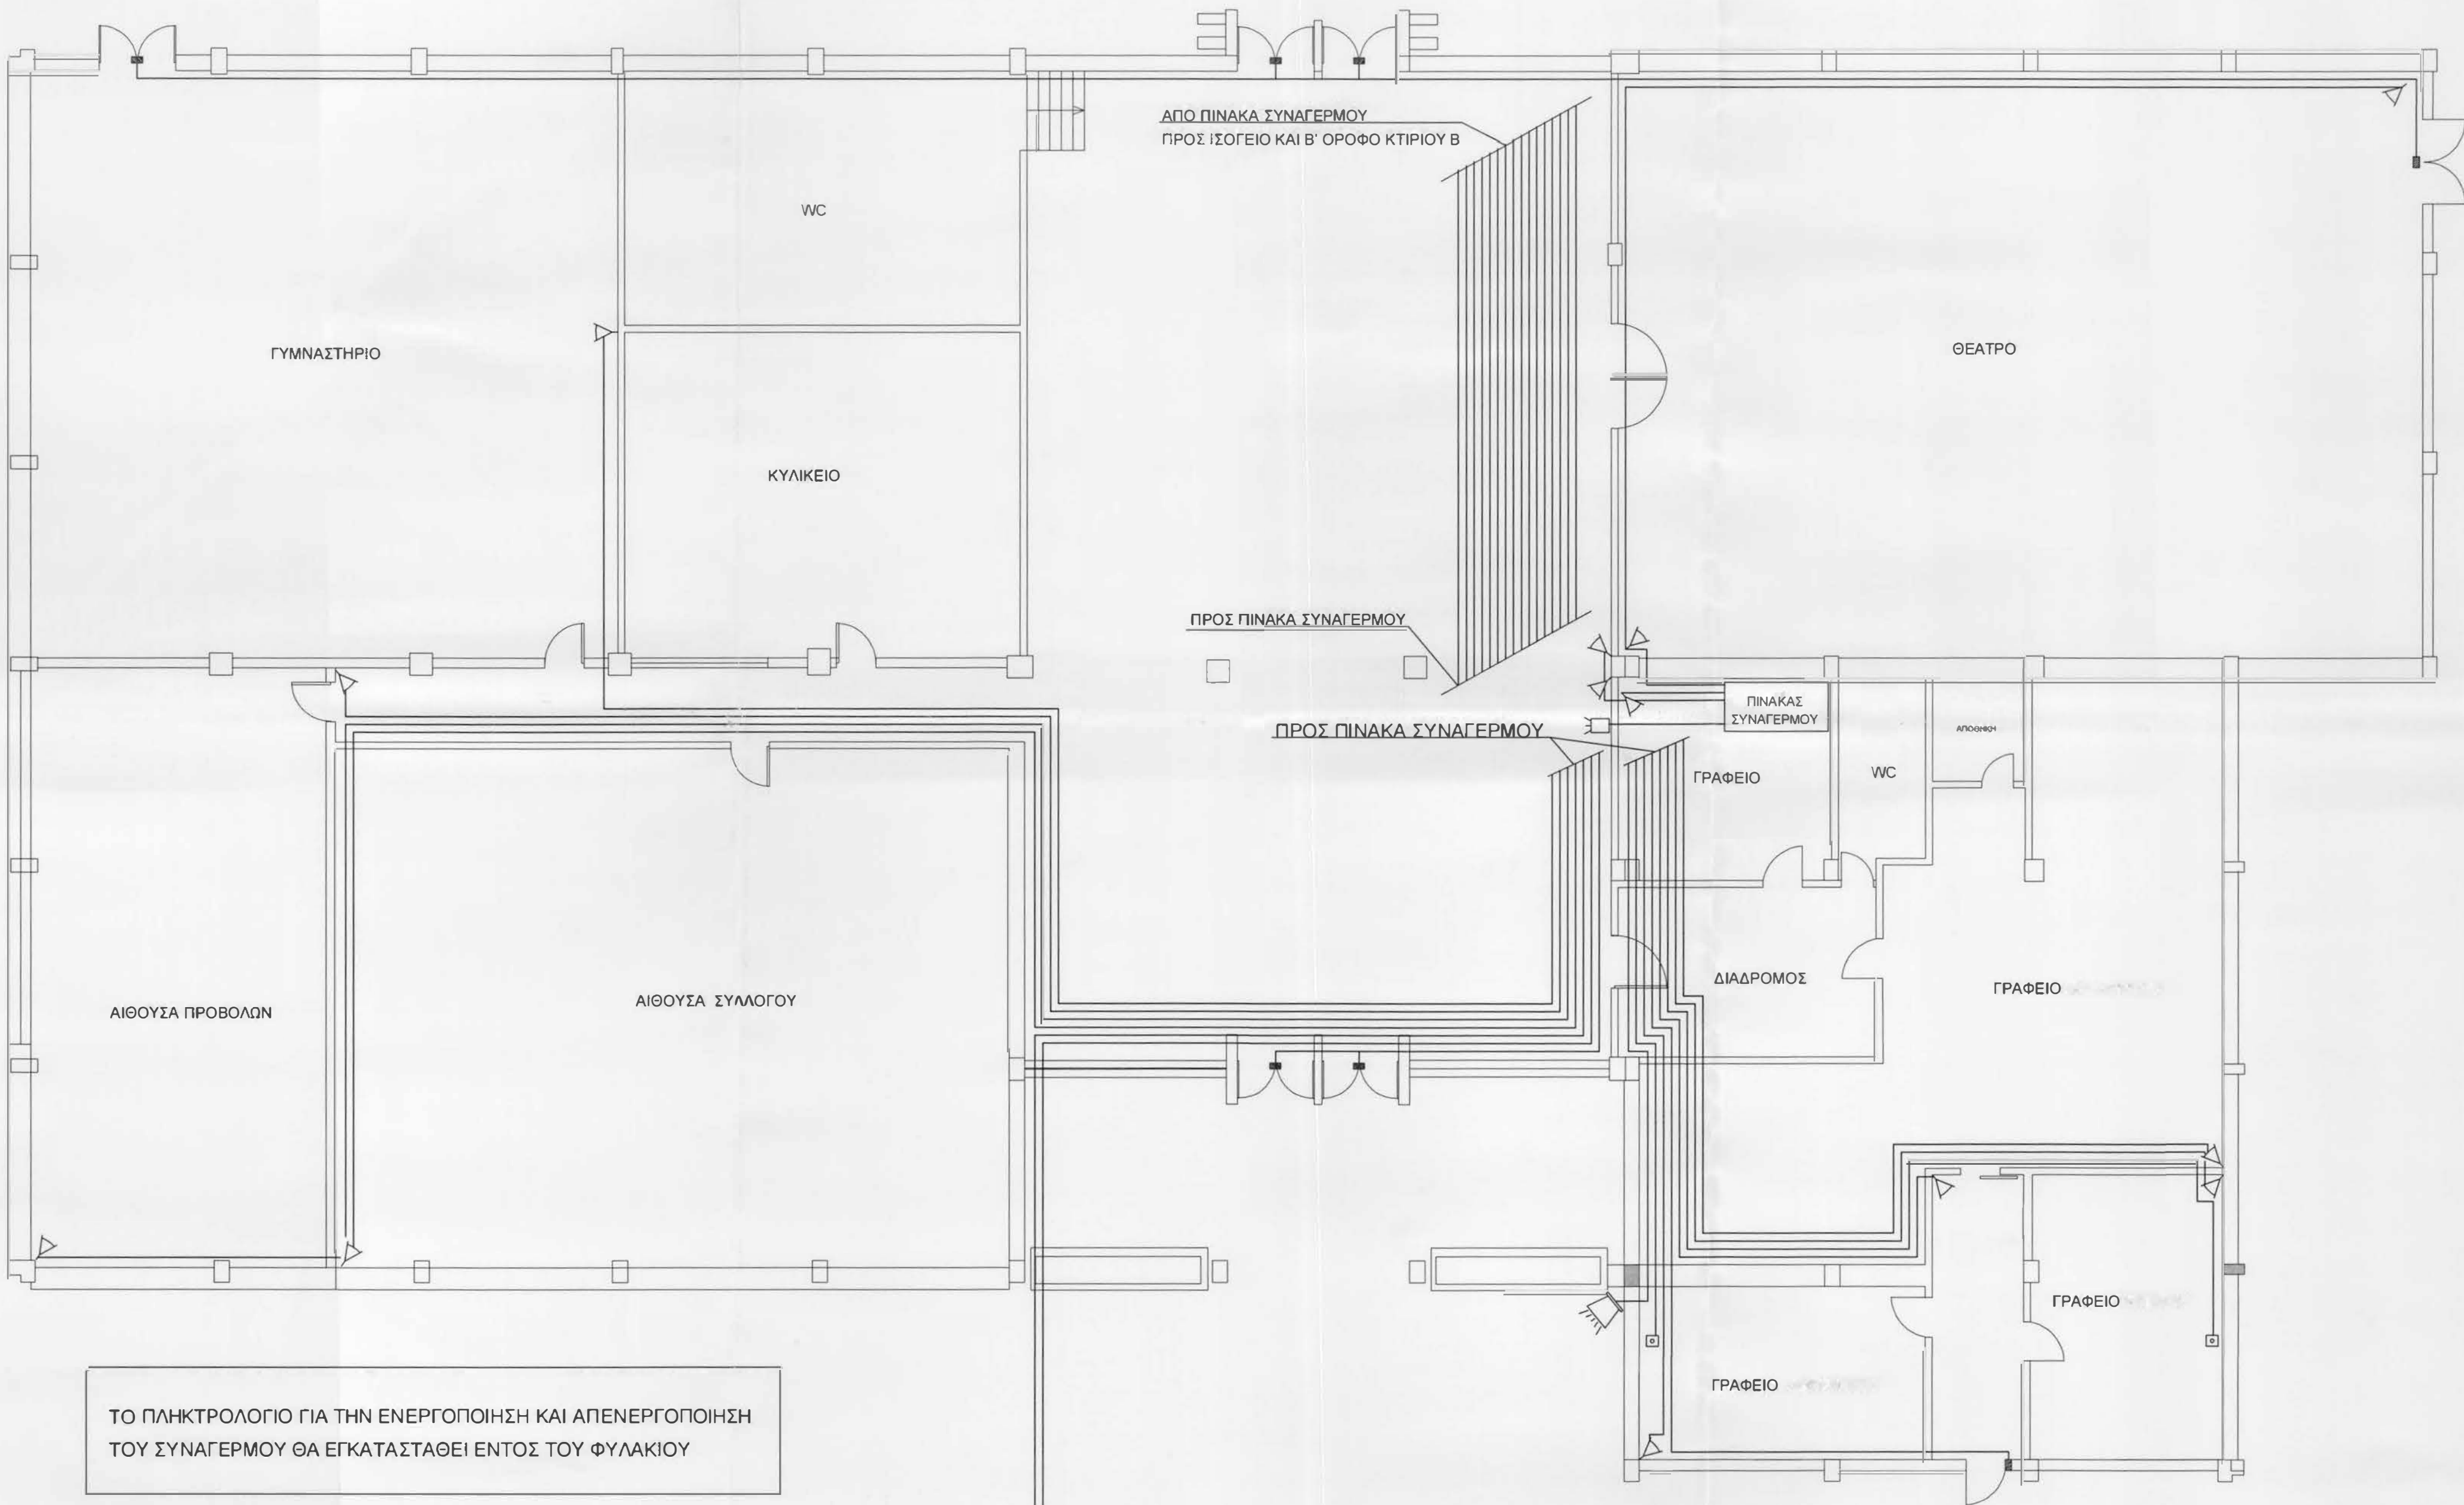 ΑΠΟ ΠΙΝΑΚΑ ΣΥΝΑΓΕΡΜΟΥ
ΠΡΟΣ ΙΣΟΓΕΙΟ ΚΑΙ Β' ΟΡΟΦΟ ΚΤΙΡΙΟΥ Β
WC
ΓΥΜΝΑΣΤΗΡΙΟ
ΘΕΑΤΡΟ
ΚΥΛΙΚΕΙΟ
ΠΡΟΣ ΠΙΝΑΚΑ ΣΥΝΑΓΕΡΜΟΥ
ΠΙΝΑΚΑΣ
ΣΥΝΑΓΕΡΜΟΥ
ΠΡΟΣ ΠΙΝΑΚΑ ΣΥΝΑΓΕΡΜΟΥ
ΑΠΟΘΗΚΗ
ΓΡΑΦΕΙΟ
WC
ΔΙΑΔΡΟΜΟΣ
ΓΡΑΦΕΙΟ
ΑΙΘΟΥΣΑ ΠΡΟΒΟΛΩΝ
ΑΙΘΟΥΣΑ ΣΥΛΛΟΓΟΥ
ΓΡΑΦΕΙΟ
ΓΡΑΦΕΙΟ
ΤΟ ΠΛΗΚΤΡΟΛΟΓΙΟ ΓΙΑ ΤΗΝ ΕΝΕΡΓΟΠΟΙΗΣΗ ΚΑΙ ΑΠΕΝΕΡΓΟΠΟΙΗΣΗ
ΤΟΥ ΣΥΝΑΓΕΡΜΟΥ ΘΑ ΕΓΚΑΤΑΣΤΑΘΕΙ ΕΝΤΟΣ ΤΟΥ ΦΥΛΑΚΙΟΥ